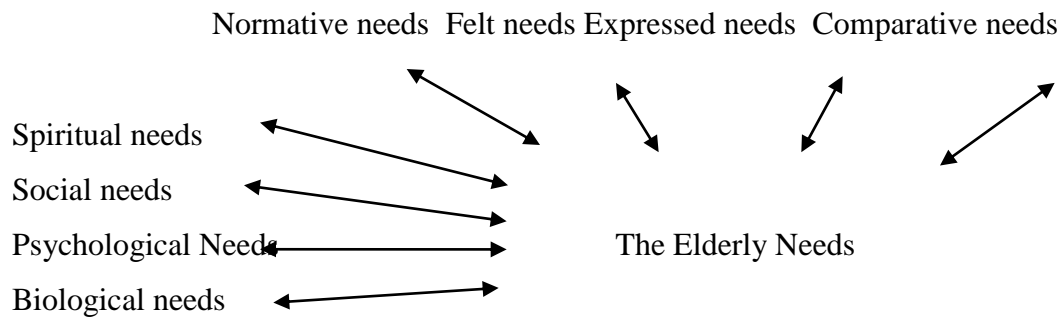 Normative needs Felt needs Expressed needs Comparative needs
Spiritual needs
Social needs
Psychological Needs
The Elderly Needs
Biological needs